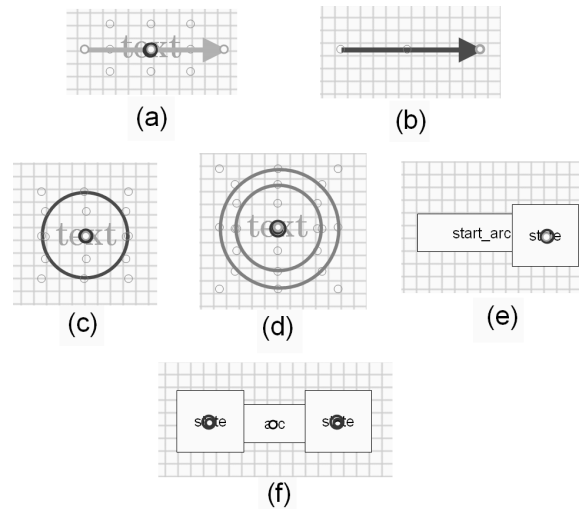 text
(a)
(b)
text
text
start_arc
state
(c)
(d)
(e)
state
arc
state
(f)